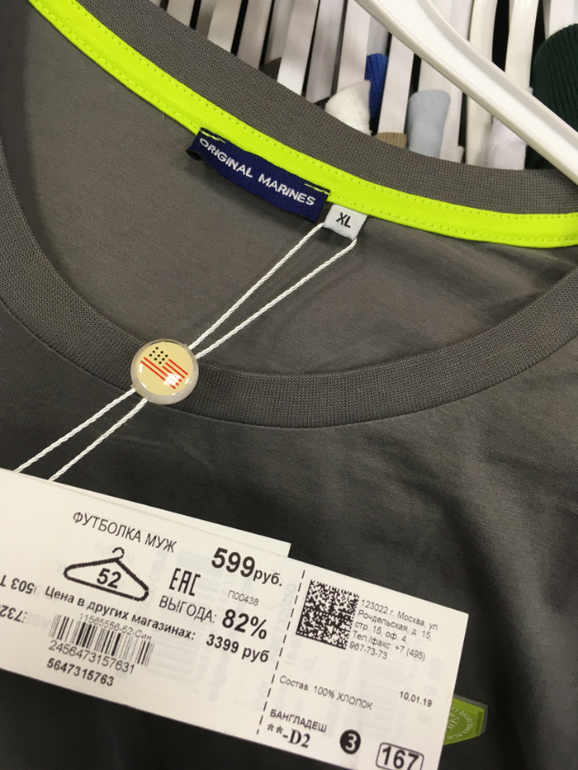 ORIGINAL MARINES
XL
ФУТБОЛКА МУЖ
599руб.
52
ЕАС
П00438
ВЫГОДА: 82%
Цена в других магазинах:
3399 руб
2456473157631
5647315763
123022 г. Москва, ул
Рондельская, д. 15,
стр. 15, оф. 4
Тел./факс: +7 (495)
967-73-73
Состав: 100% ХЛОПОК
10.01.19
БАНГЛАДЕШ
**-D2
3
167